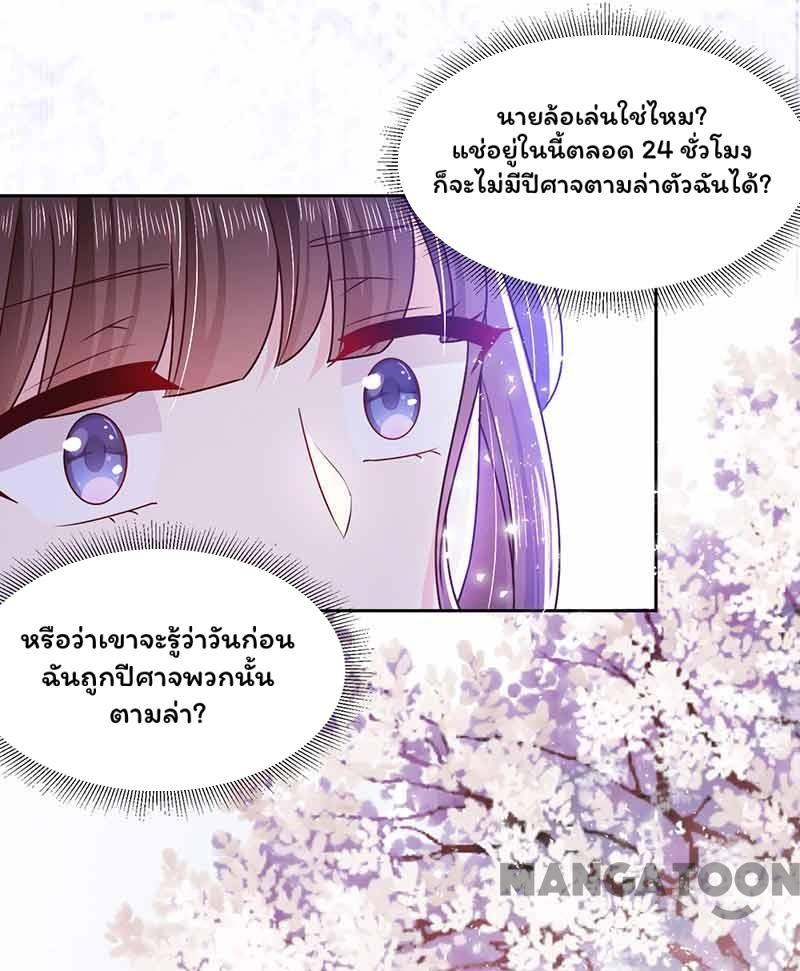 นายล้อเล่นใช่ไหม?
แช่อยู่ในนี้ตลอด 24 ชั่วโมง
ก็จะไม่มีปีศาจตามล่าตัวฉันได้?
หรือว่าเขาจะรู้ว่าวันก่อน
ฉันถูกปีศาจพวกนั้น
ตามล่า?
MANGATOON